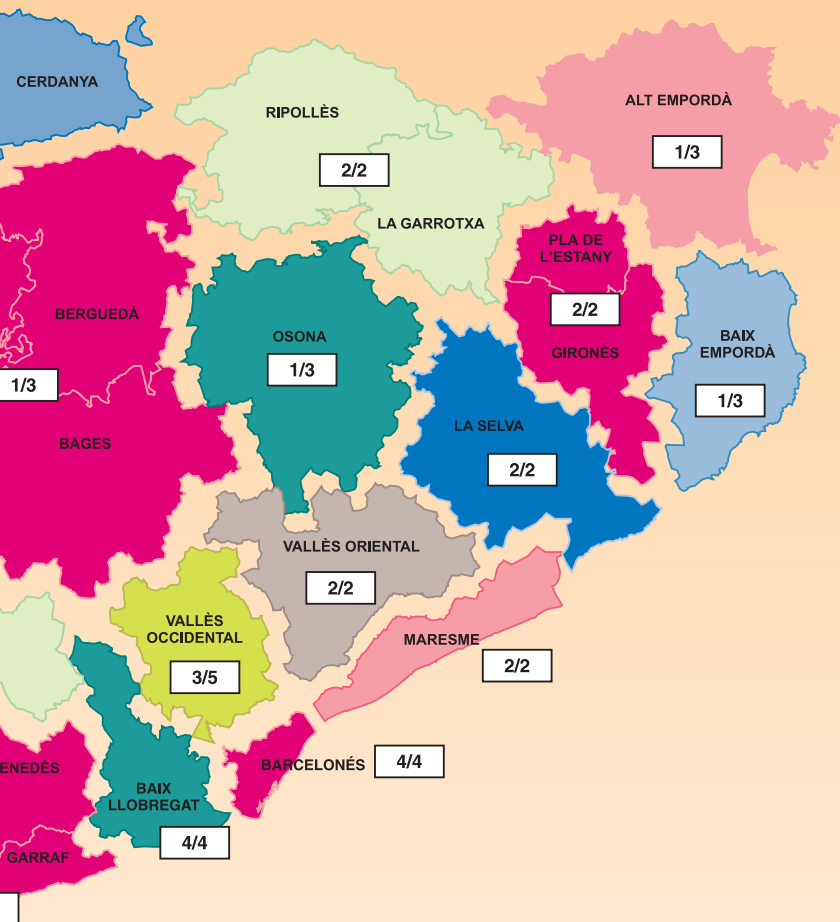 CERDANYA
RIPOLLÈS
ALT EMPORDÀ
1/3
2/2
LA GARROTXA
PLA DE
L'ESTANY
2/2
GIRONÈS
BERGUEDÀ
OSONA
1/3
BAIX
EMPORDÀ
1/3
1/3
BAGES
LA SELVA
2/2
VALLÈS ORIENTAL
2/2
VALLÈS
OCCIDENTAL
3/5
MARESME
2/2
BARCELONÉS
4/4
ENEDÈS
BAIX
LLOBREGAT
4/4
GARRAF